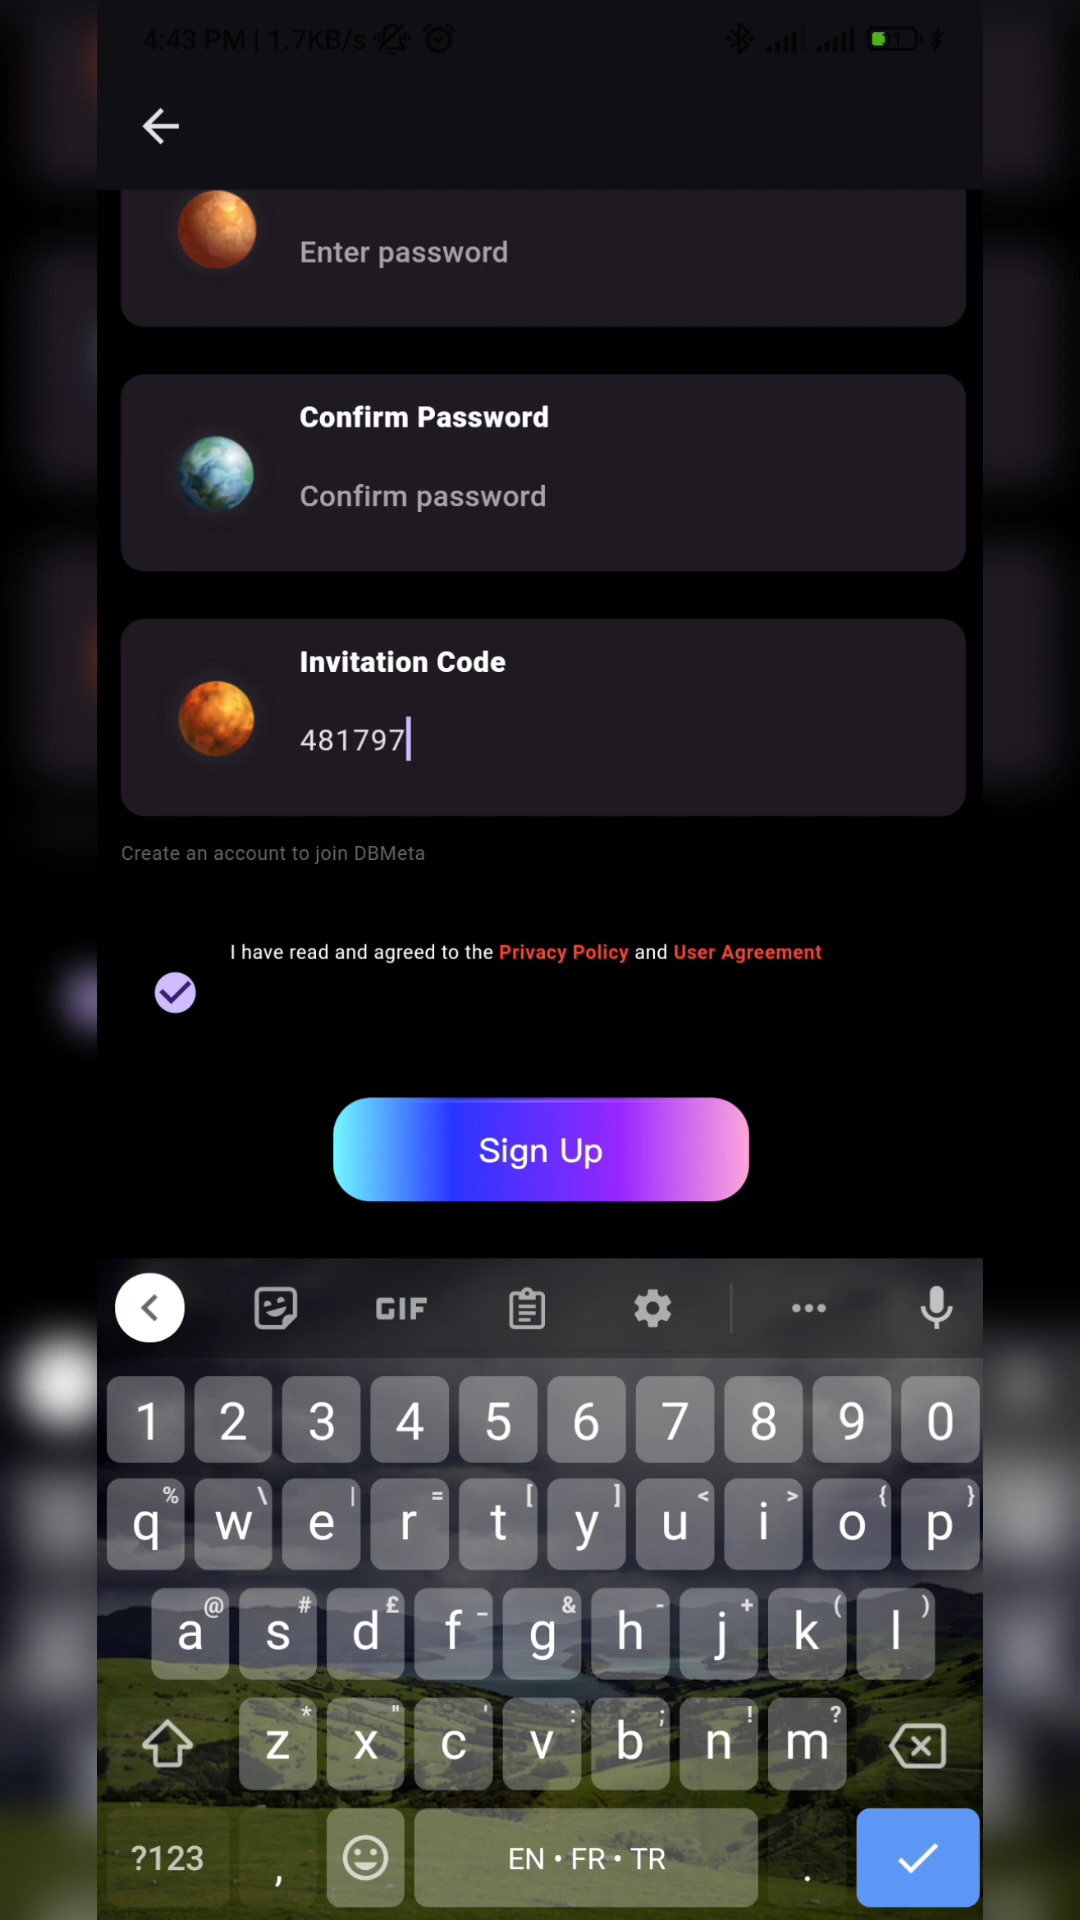 4:43 PM | 1.7KB/s
Enter password
Confirm Password
Confirm password
Invitation Code
481797
Create an account to join DBMeta
I have read and agreed to the Privacy Policy and User Agreement
Sign Up
GIF
1 2 3 4 5 6 7 8 9 0
% \ | = [ ] < > { }
q w e r t y u i o p
@ # £ _ & - + ( )
a s d f g h j k l
* " ' : ; ! ?
z x c v b n m
?123 , EN • FR • TR .